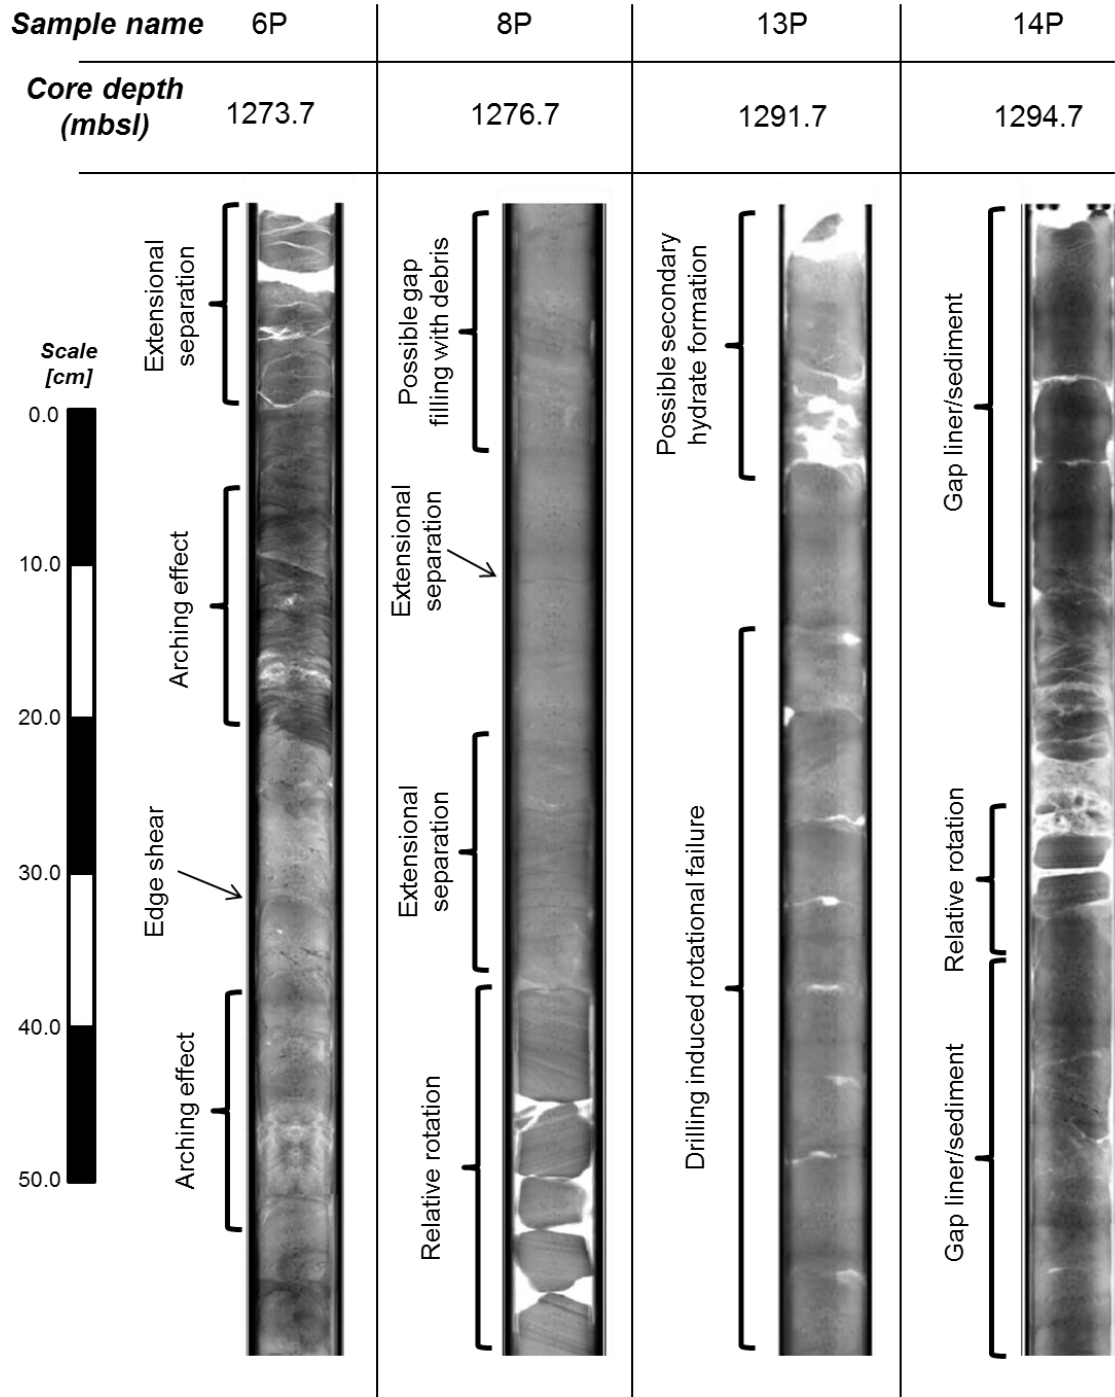 Sample name 6P 8P 13P 14P
Core depth
(mbsl)
1273.7 1276.7 1291.7 1294.7
Scale
[cm]
0.0
10.0
20.0
30.0
40.0
50.0
Extensional
separation
Arching effect
Edge shear
Arching effect
Possible gap
filling with debris
Extensional
separation
Extensional
separation
Relative rotation
Possible secondary
hydrate formation
Drilling induced rotational failure
Gap liner/sediment
Relative rotation
Gap liner/sediment